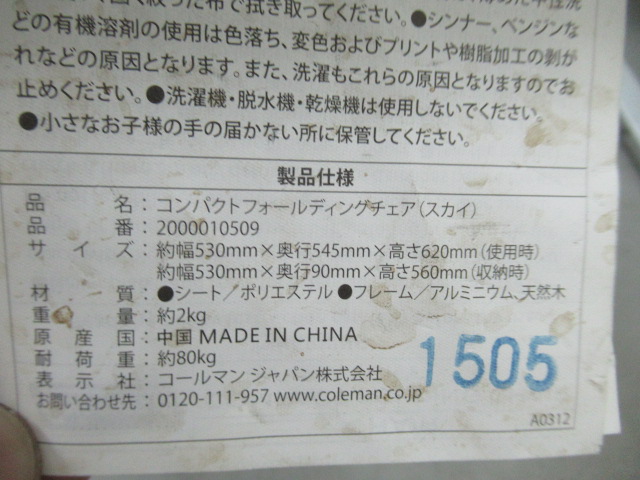 絞った布で拭き取ってください。●シンナー、ベンジンな
どの有機溶剤の使用は色落ち、変色およびプリントや樹脂加工の剥が
れなどの原因となります。また、洗濯もこれらの原因となりますのでお
止めください。●洗濯機・脱水機・乾燥機は使用しないでください。
●小さなお子様の手の届かない所に保管してください。
製品仕様
品名：コンパクトフォールディングチェア（スカイ）
品番：2000010509
サイズ：約幅530mm×奥行545mm×高さ620mm（使用時）
約幅530mm×奥行90mm×高さ560mm（収納時）
材質：●シート／ポリエステル ●フレーム／アルミニウム、天然木
重量：約2kg
原産国：中国 MADE IN CHINA
耐荷重：約80kg
表示社：コールマン ジャパン株式会社
お問い合わせ先：0120-111-957 www.coleman.co.jp
1505
A0312